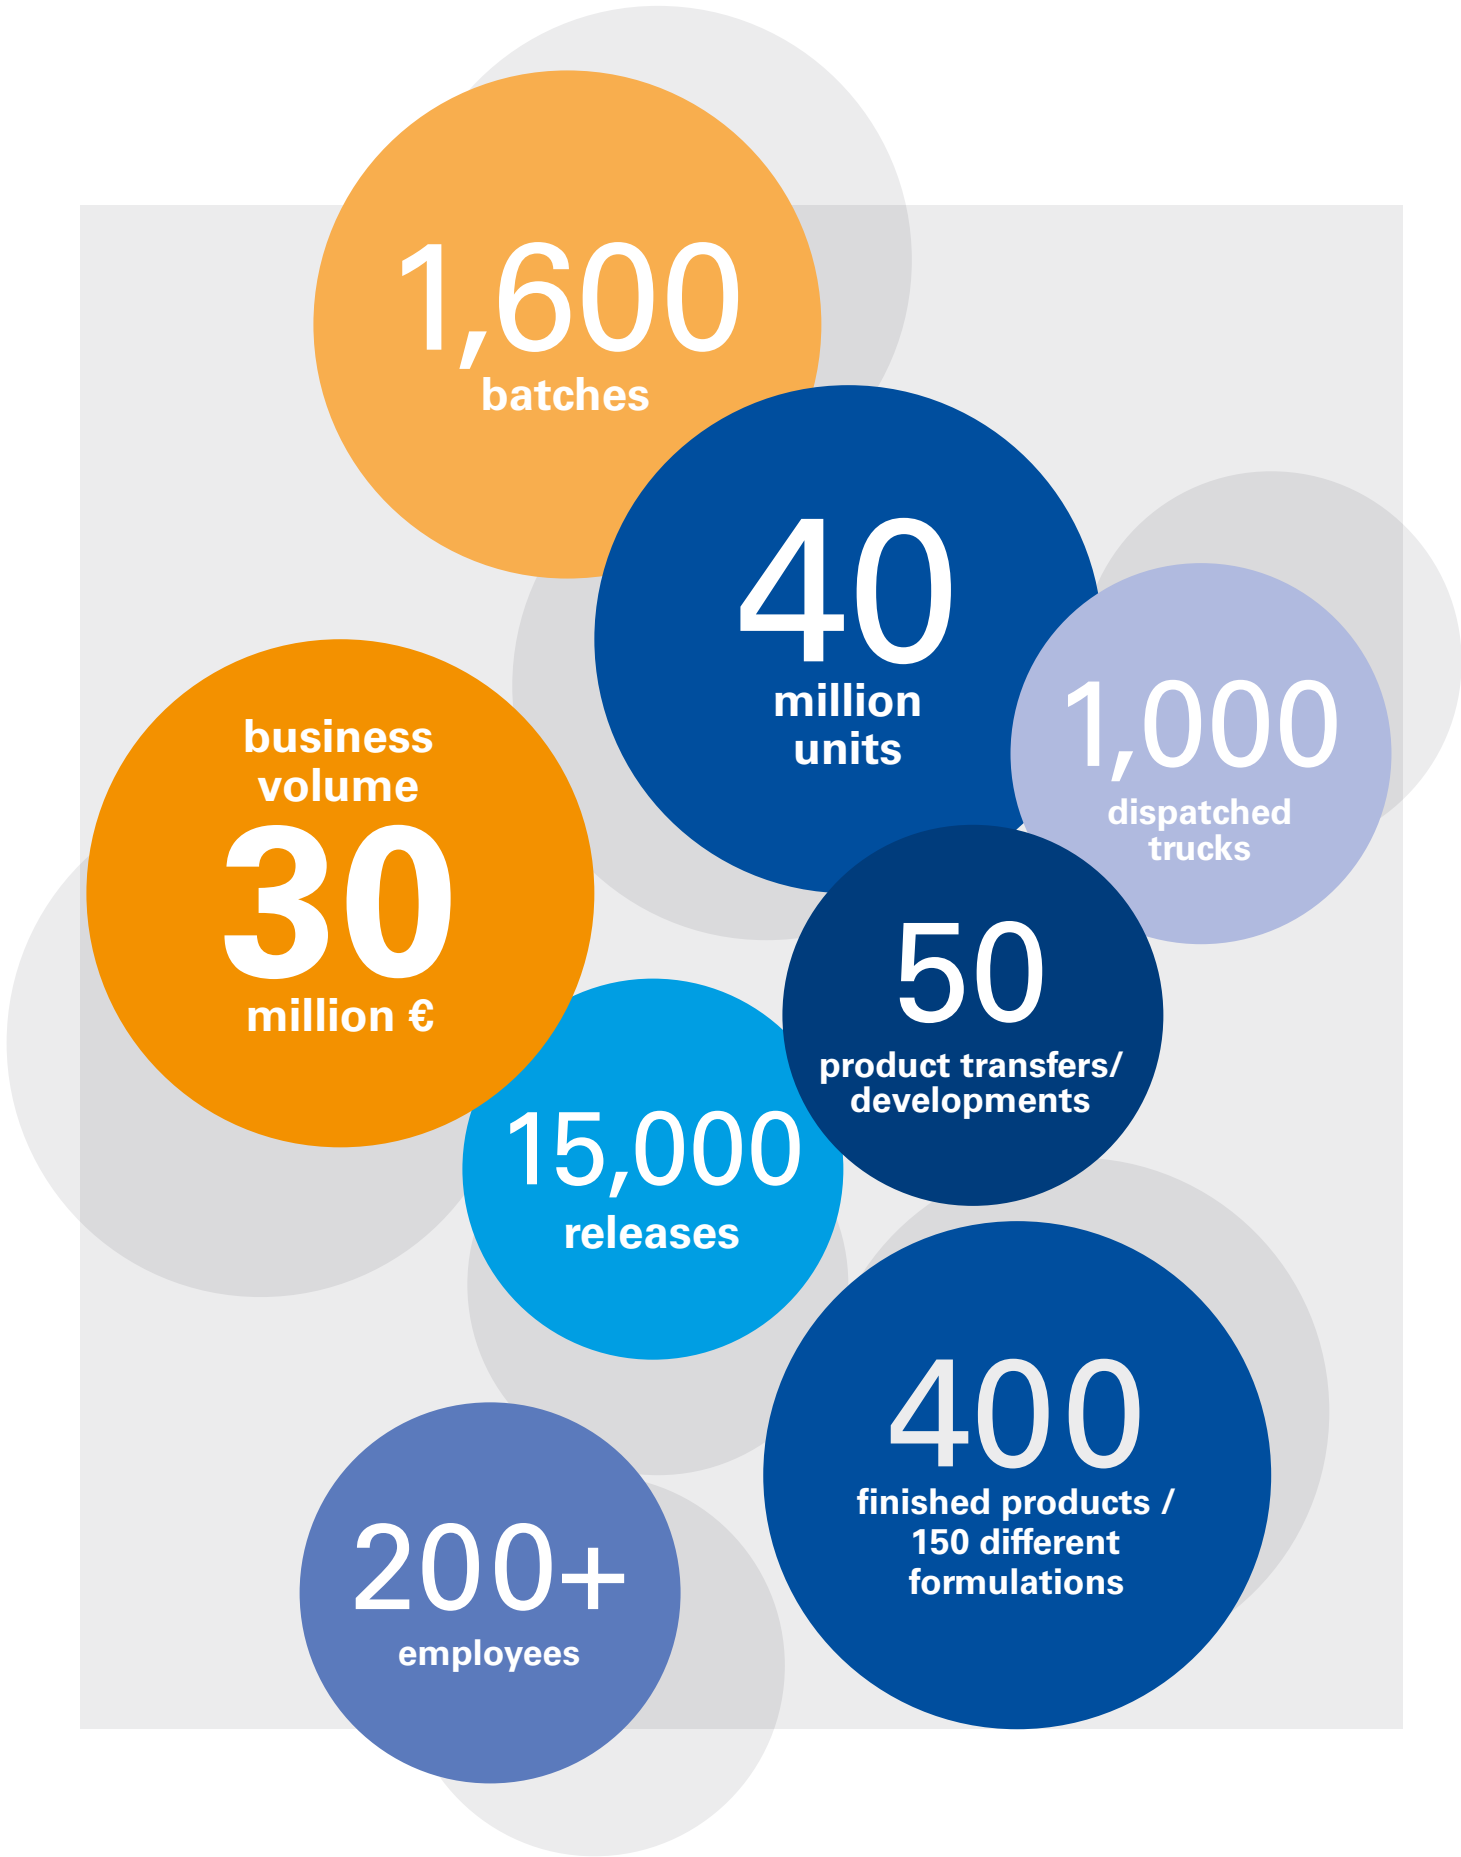 1,600
batches
40
million
units
1,000
dispatched
trucks
business
volume
30
million €
50
product transfers/
developments
15,000
releases
400
finished products /
150 different
formulations
200+
employees